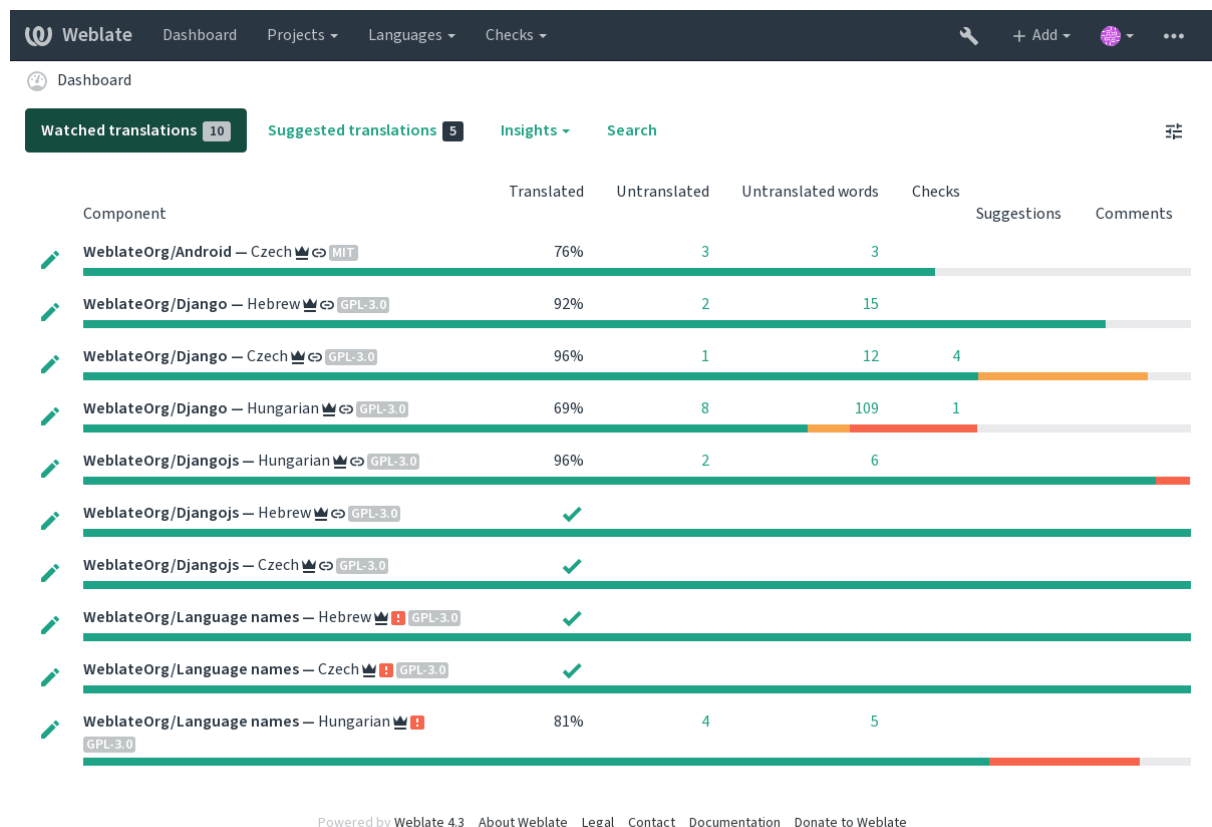 Weblate Dashboard Projects Languages Checks Add
Dashboard
Watched translations 10 Suggested translations 5 Insights Search
Translated Untranslated Untranslated words Checks
Component Suggestions Comments
WeblateOrg/Android — Czech MIT 76% 3 3
WeblateOrg/Django — Hebrew GPL-3.0 92% 2 15
WeblateOrg/Django — Czech GPL-3.0 96% 1 12 4
WeblateOrg/Django — Hungarian GPL-3.0 69% 8 109 1
WeblateOrg/Djangojs — Hungarian GPL-3.0 96% 2 6
WeblateOrg/Djangojs — Hebrew GPL-3.0
WeblateOrg/Djangojs — Czech GPL-3.0
WeblateOrg/Language names — Hebrew GPL-3.0
WeblateOrg/Language names — Czech GPL-3.0
WeblateOrg/Language names — Hungarian 81% 4 5
GPL-3.0
Powered by Weblate 4.3 About Weblate Legal Contact Documentation Donate to Weblate